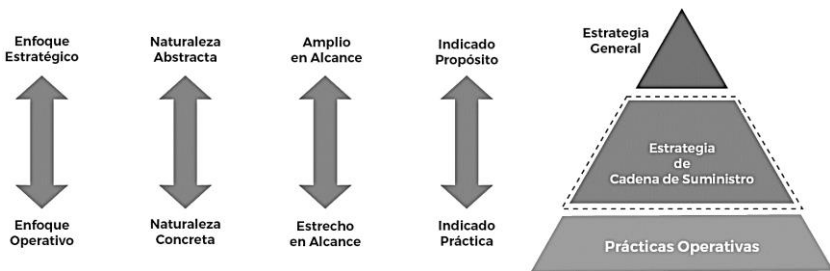 Enfoque
Estratégico
Naturaleza
Abstracta
Amplio
en Alcance
Indicado
Propósito
Enfoque
Operativo
Naturaleza
Concreta
Estrecho
en Alcance
Indicado
Práctica
Estrategia
General
Estrategia
de
Cadena de Suministro
Prácticas Operativas